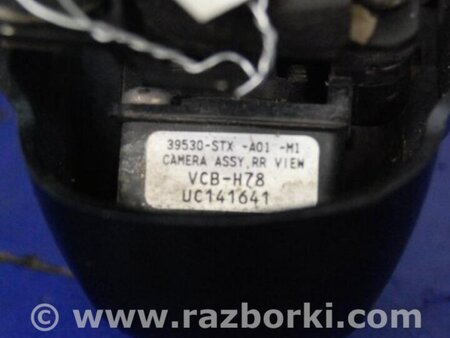 39530-STX -A01 -M1
CAMERA ASSY, RR VIEW
VCB-H78
UC141641
© www.razborki.com